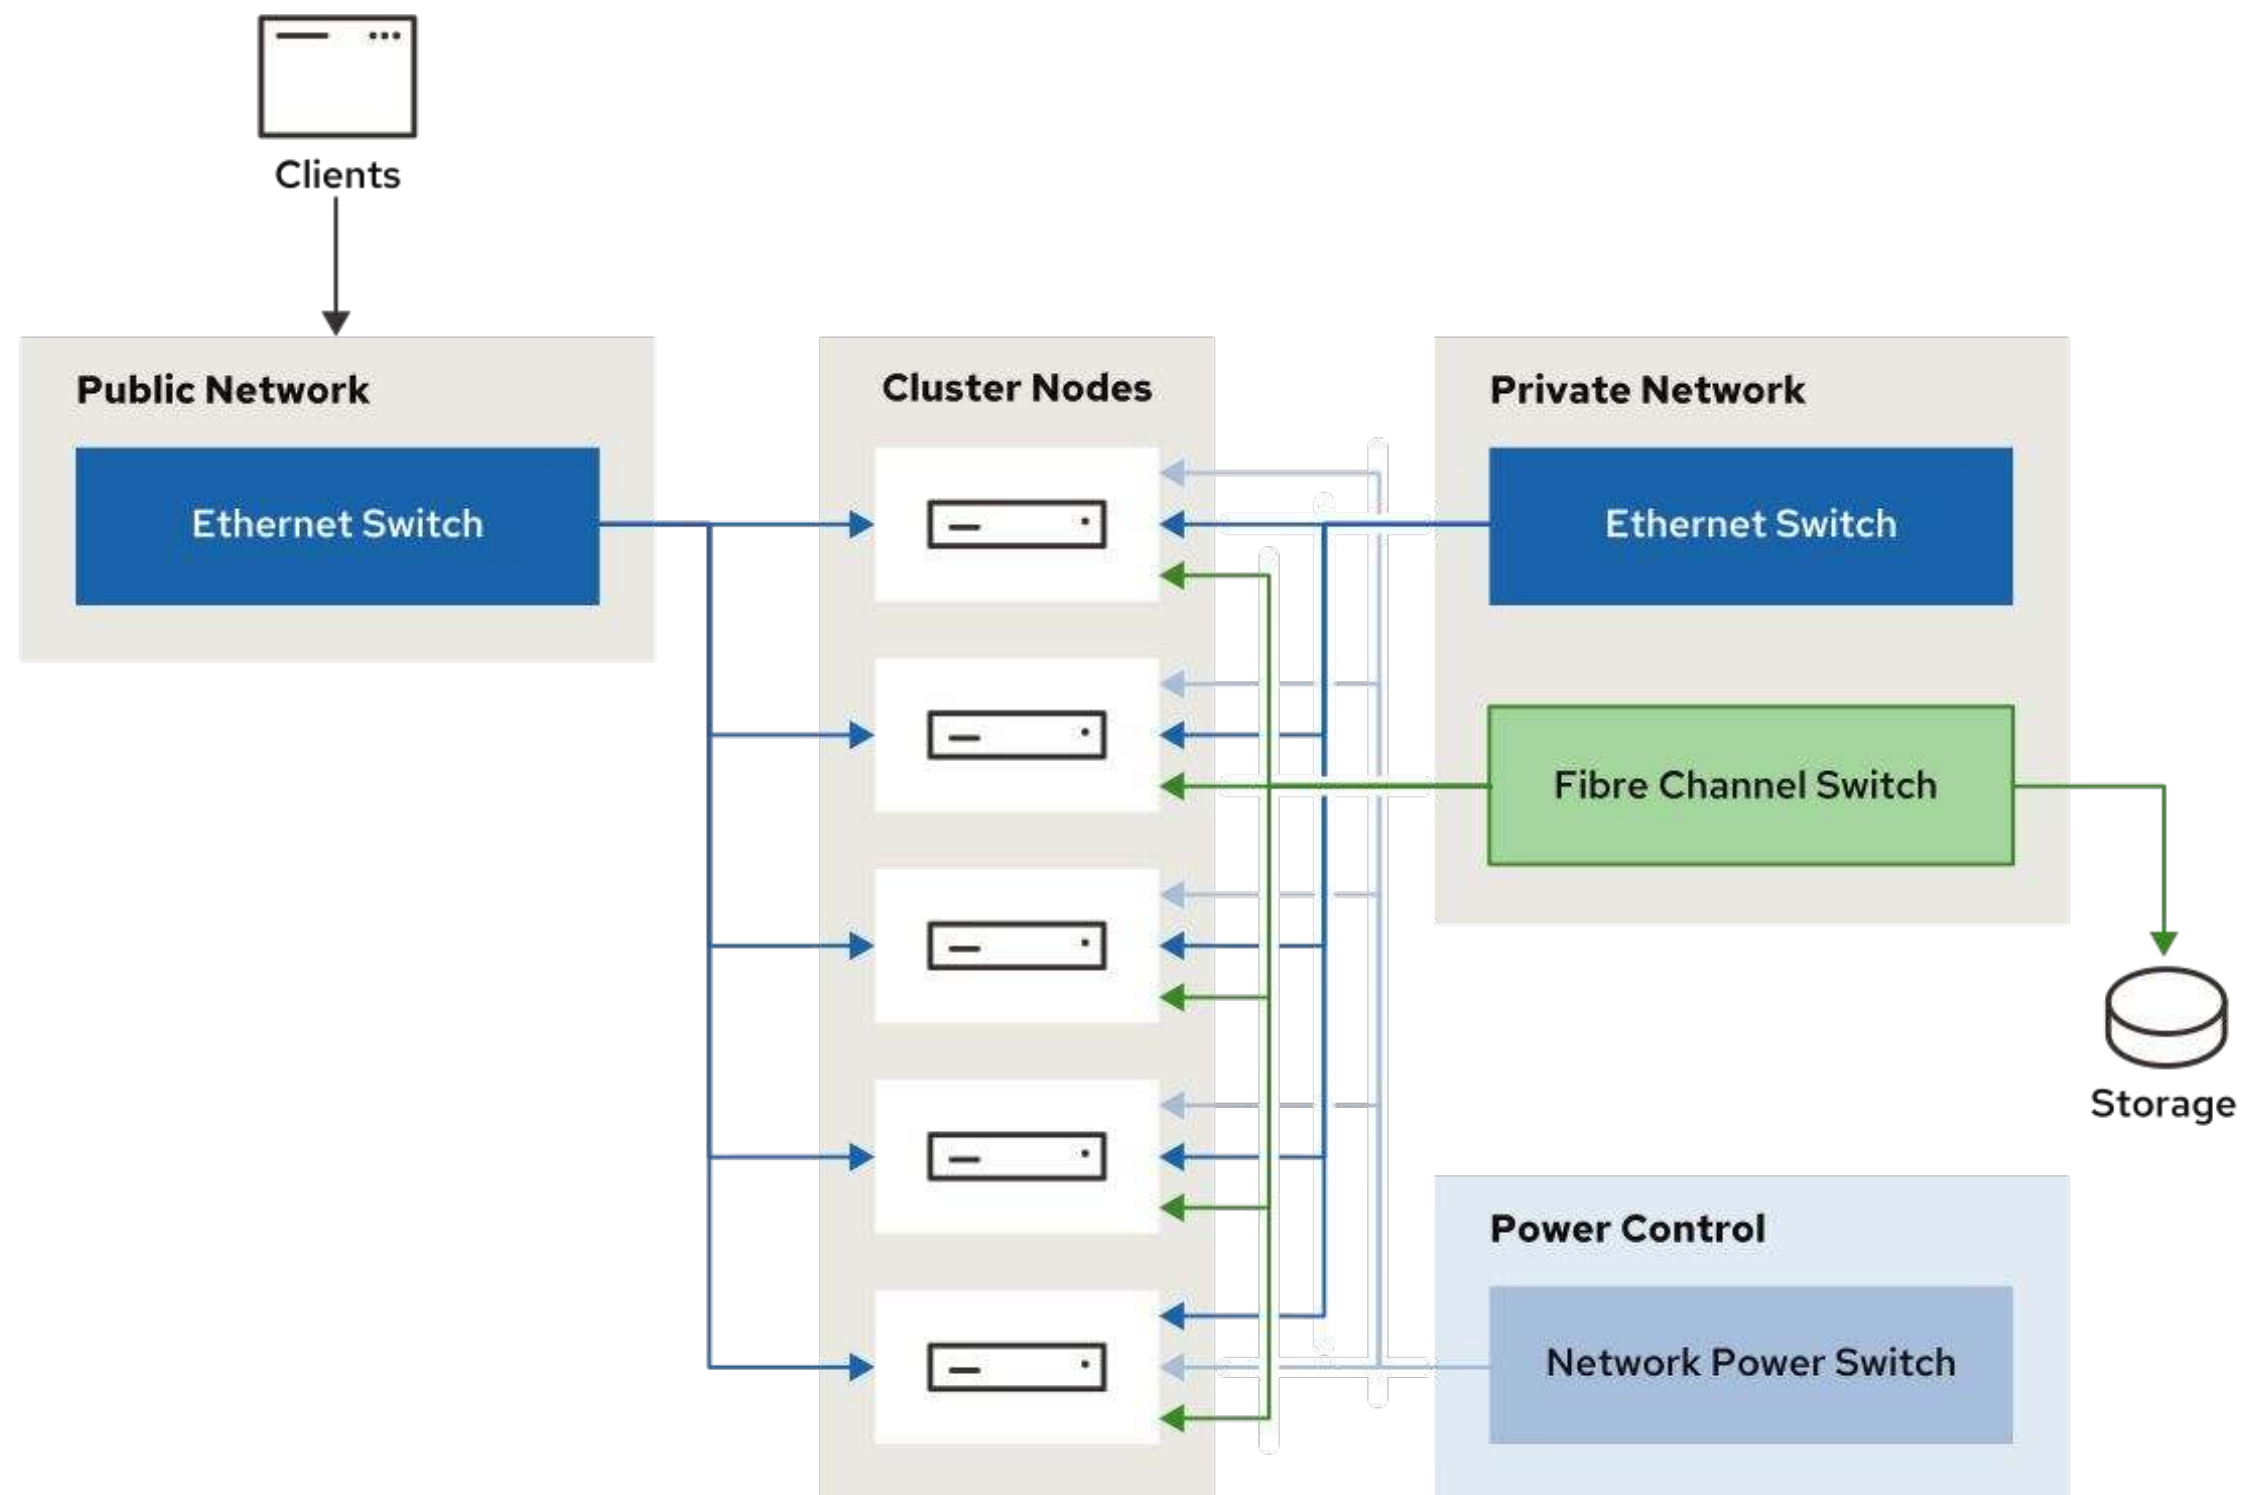 Clients
Public Network
Ethernet Switch
Cluster Nodes
Private Network
Ethernet Switch
Fibre Channel Switch
Storage
Power Control
Network Power Switch